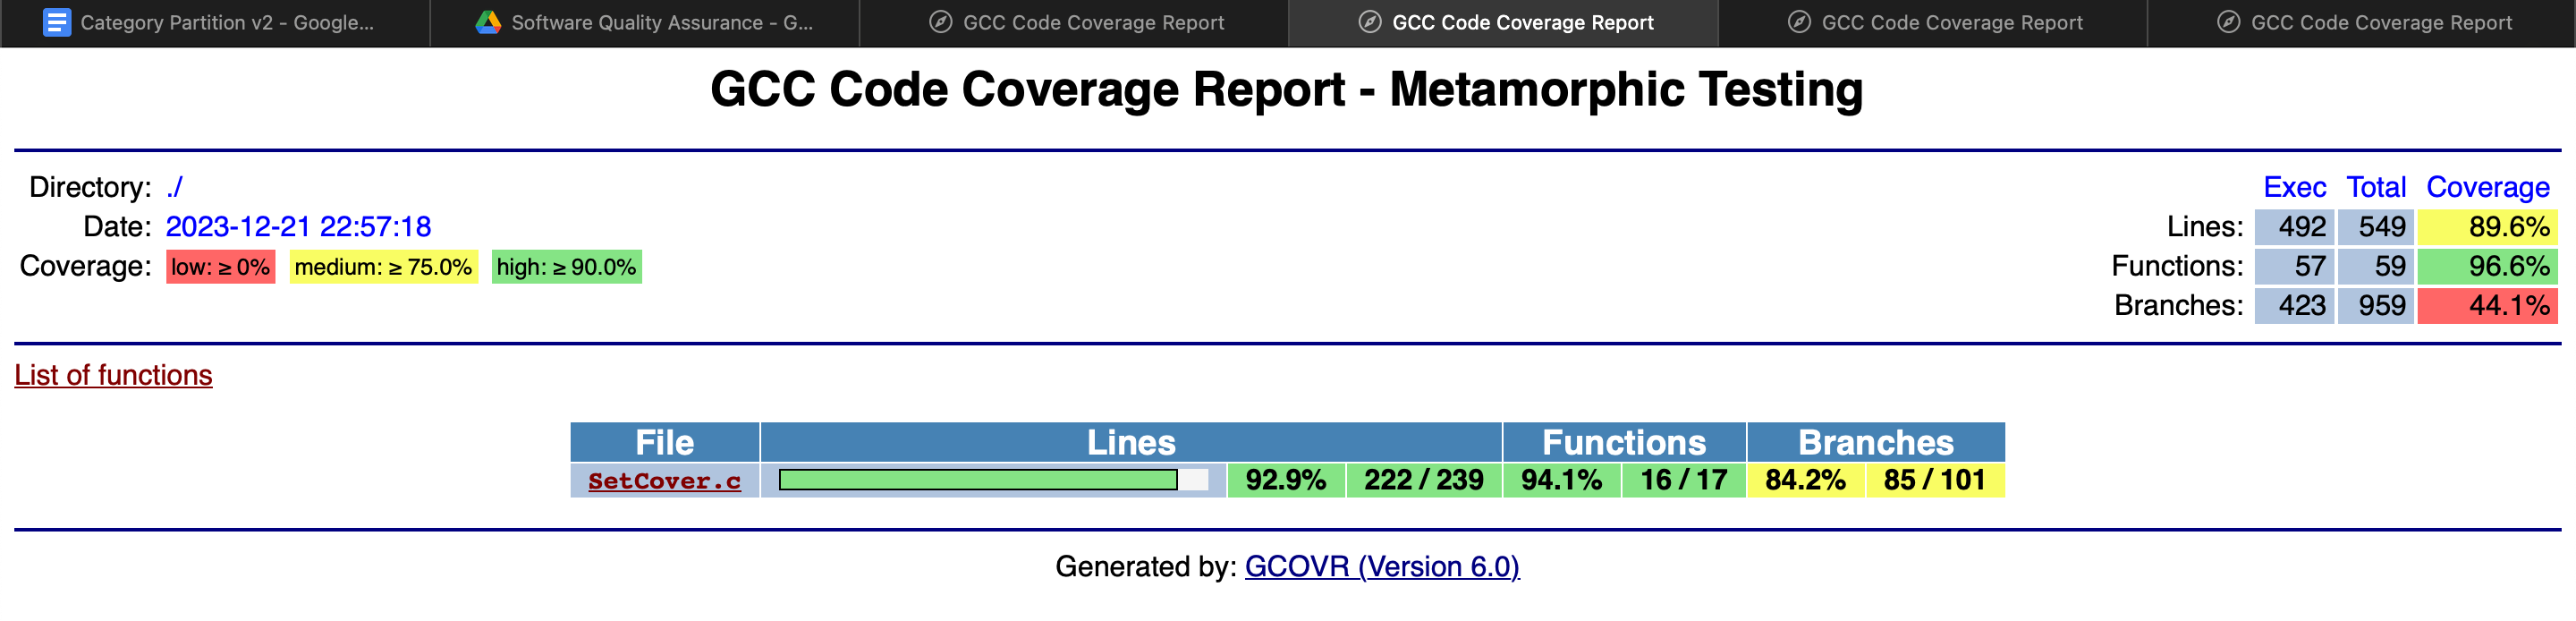 Category Partition v2 - Google...
Software Quality Assurance - G...
GCC Code Coverage Report
GCC Code Coverage Report
GCC Code Coverage Report
GCC Code Coverage Report
GCC Code Coverage Report - Metamorphic Testing
Directory: ./
Date: 2023-12-21 22:57:18
Coverage: low: ≥ 0% medium: ≥ 75.0% high: ≥ 90.0%
Exec Total Coverage
Lines: 492 549 89.6%
Functions: 57 59 96.6%
Branches: 423 959 44.1%
List of functions
File Lines Functions Branches
SetCover.c 92.9% 222 / 239 94.1% 16 / 17 84.2% 85 / 101
Generated by: GCOVR (Version 6.0)